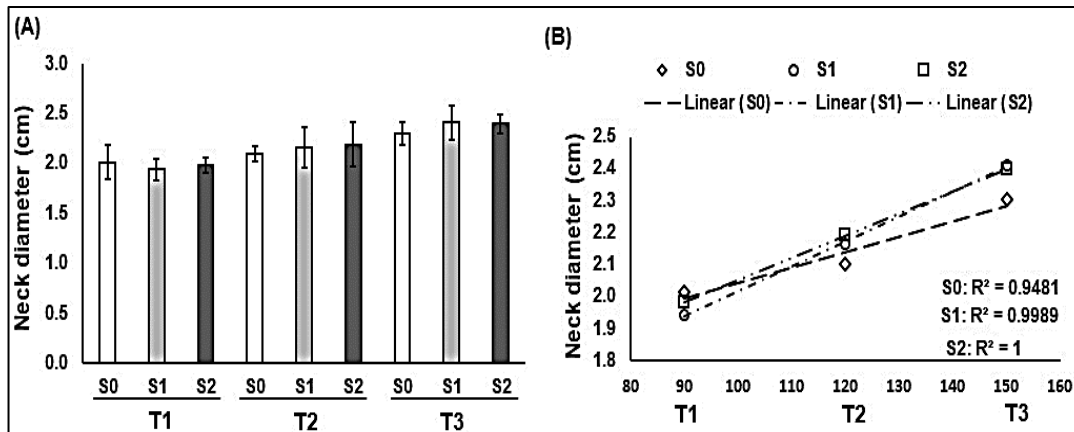 (A)
Neck diameter (cm)
3.0
2.5
2.0
1.5
1.0
0.5
0.0
S0 S1 S2 S0 S1 S2 S0 S1 S2
T1 T2 T3
(B)
S0 S1 S2
Linear (S0) Linear (S1) Linear (S2)
Neck diameter (cm)
2.5
2.4
2.3
2.2
2.1
2.0
1.9
1.8
S0: R² = 0.9481
S1: R² = 0.9989
S2: R² = 1
80 90 100 110 120 130 140 150 160
T1 T2 T3